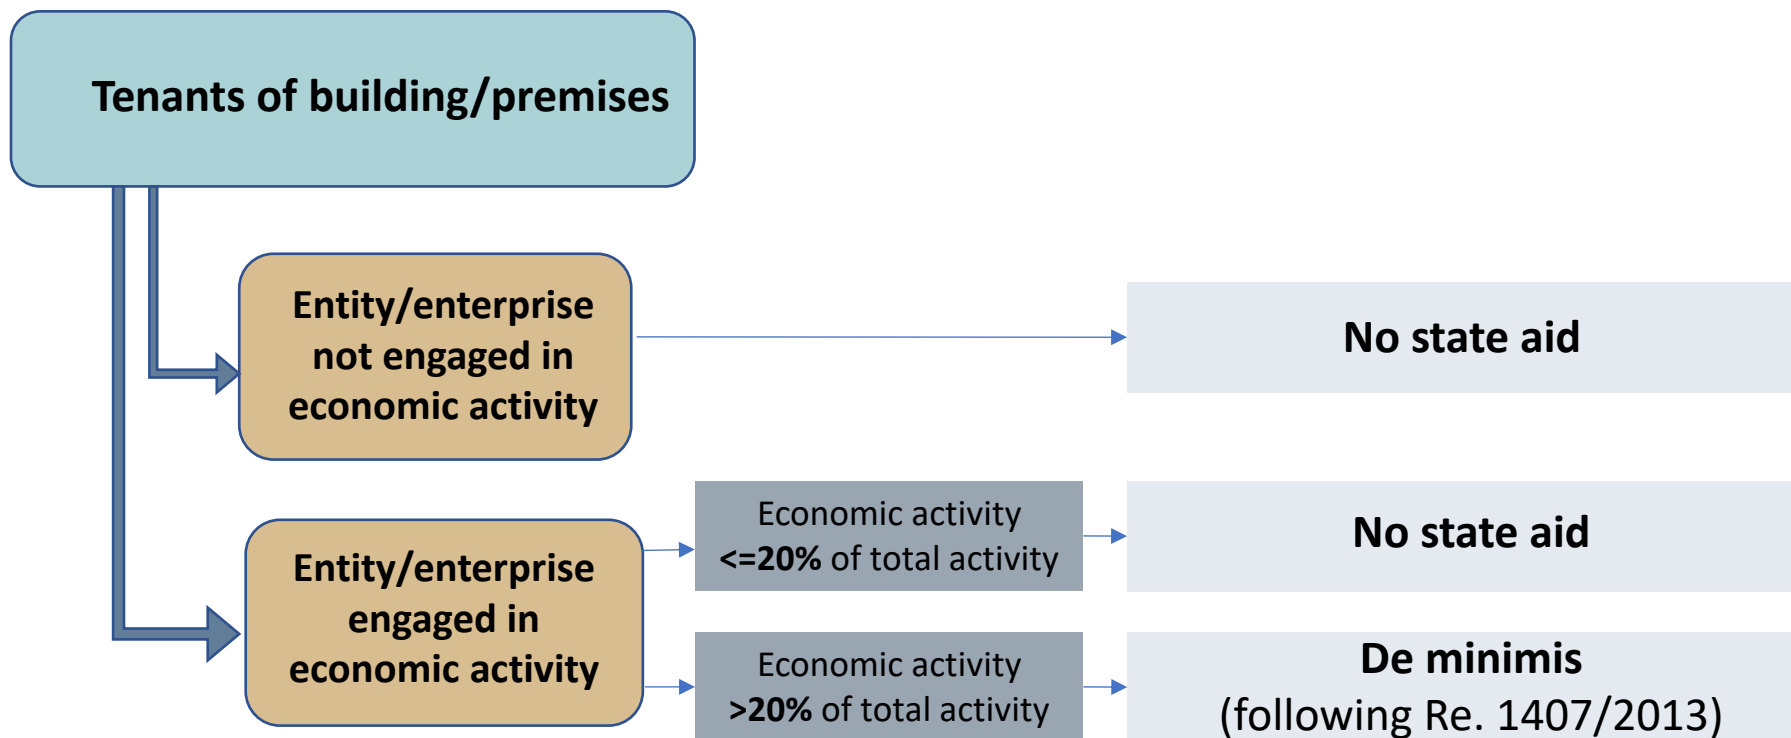 Tenants of building/premises
Entity/enterprise
not engaged in
economic activity
No state aid
Entity/enterprise
engaged in
economic activity
Economic activity
<=20% of total activity
No state aid
Economic activity
>20% of total activity
De minimis
(following Re. 1407/2013)